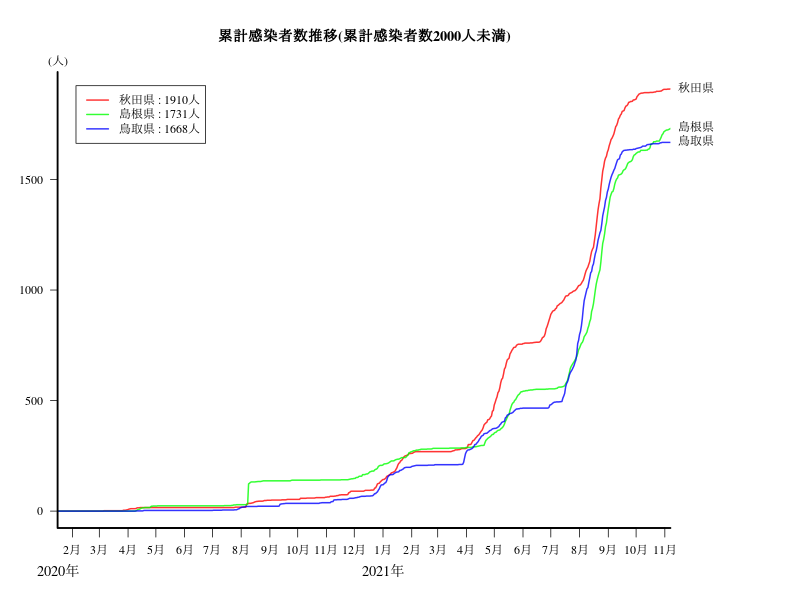 累計感染者数推移(累計感染者数2000人未満)
(人)
秋田県 : 1910人
島根県 : 1731人
鳥取県 : 1668人
秋田県
島根県
鳥取県
1500
1000
500
0
2月 3月 4月 5月 6月 7月 8月 9月 10月 11月 12月 1月 2月 3月 4月 5月 6月 7月 8月 9月 10月 11月
2020年 2021年